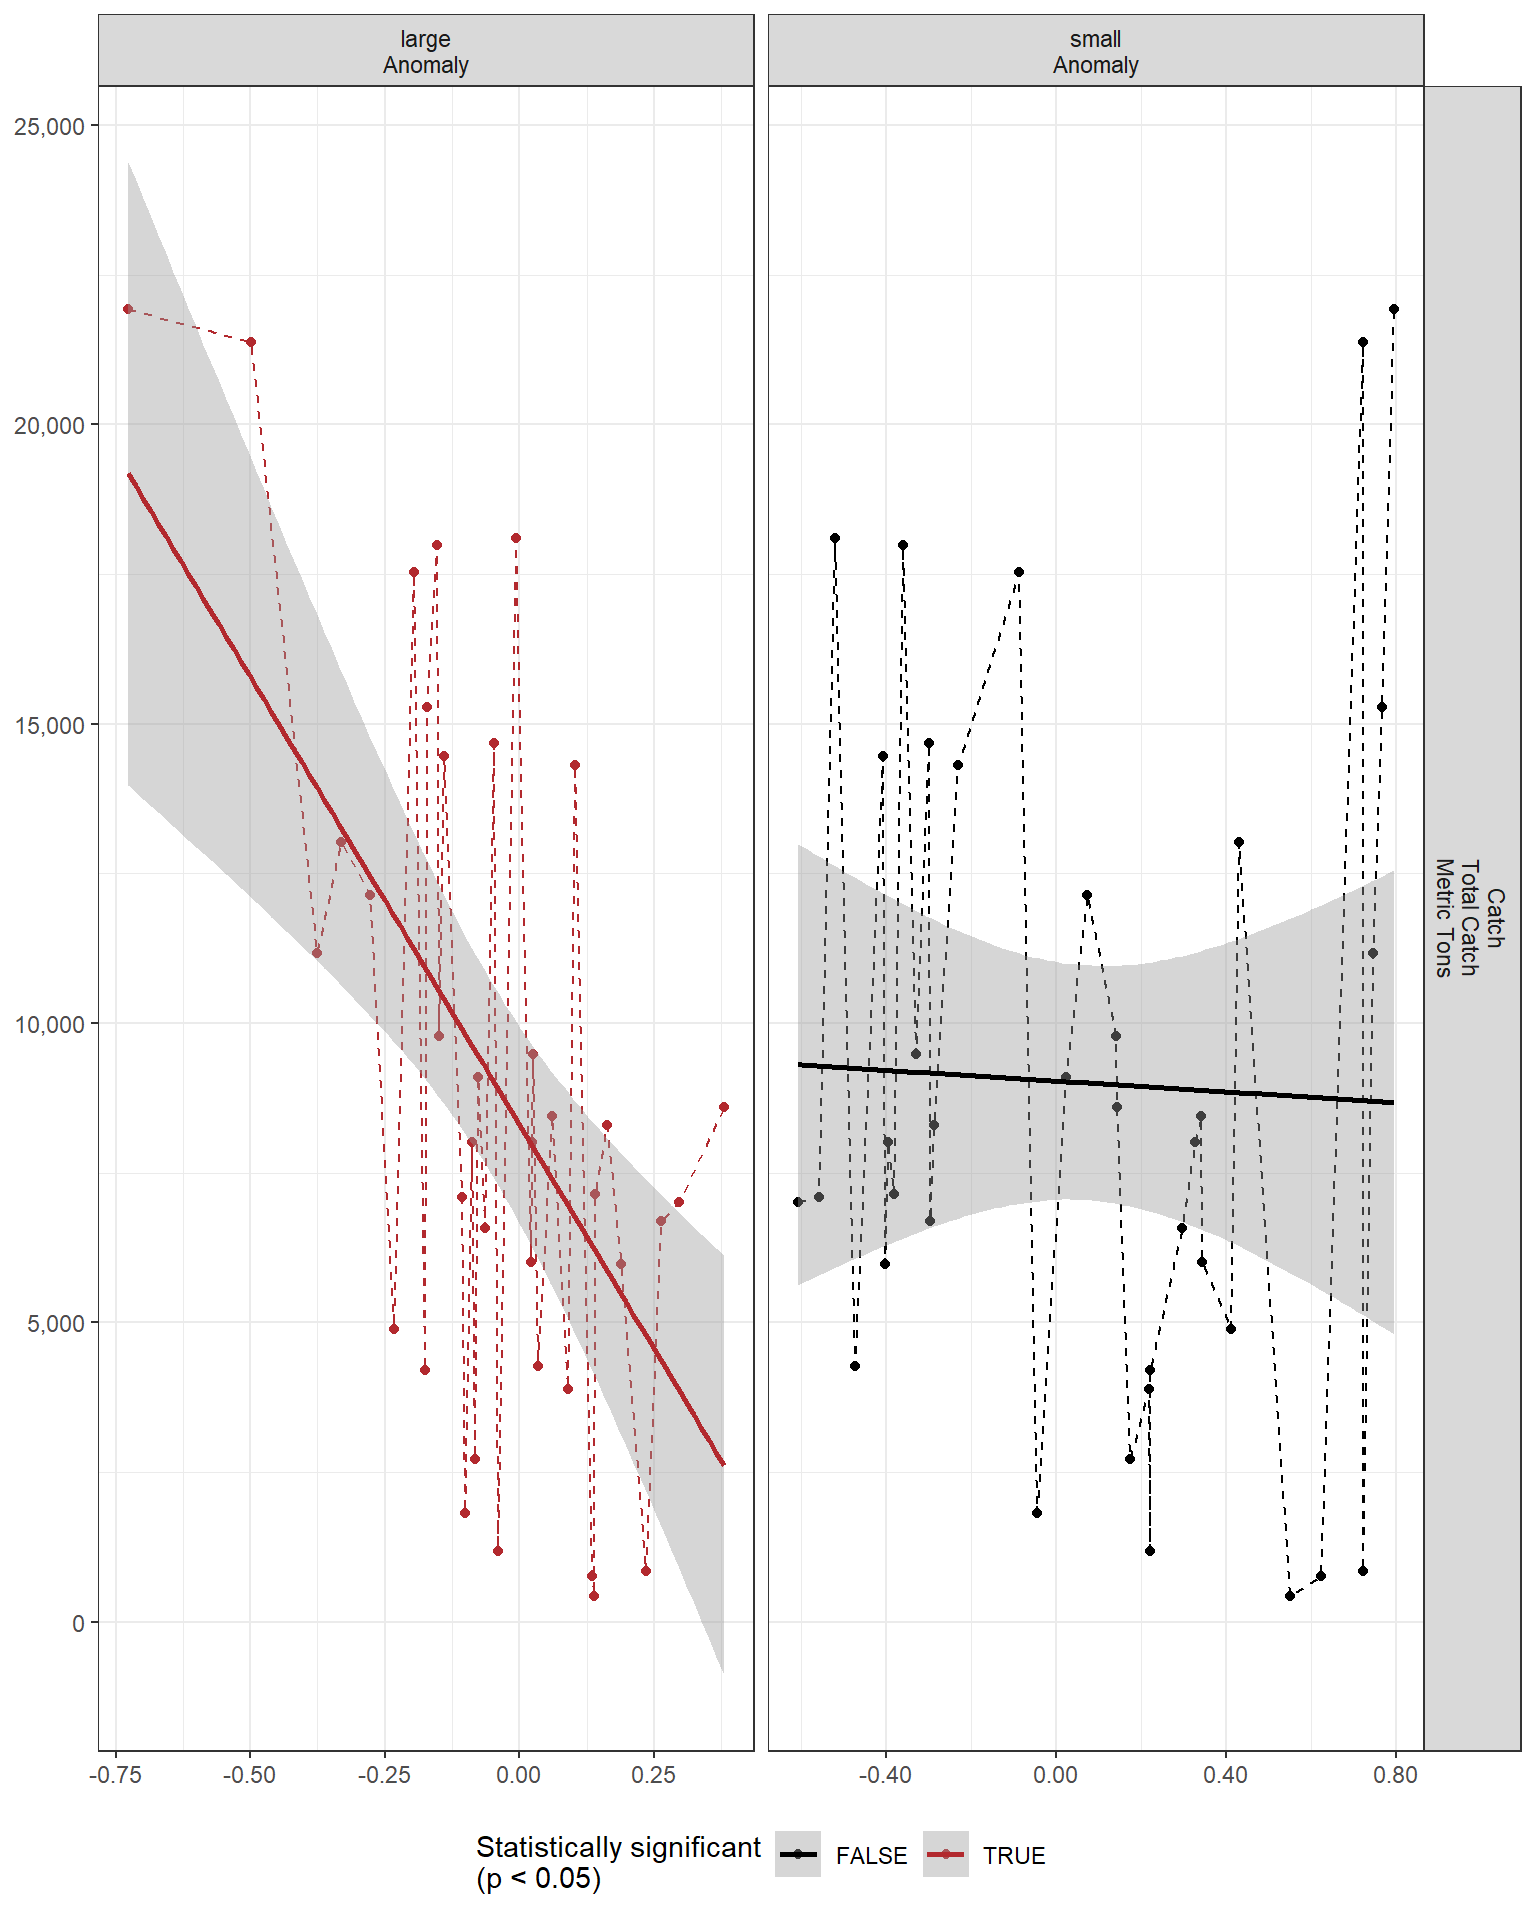 large
Anomaly
small
Anomaly
25,000
20,000
15,000
10,000
5,000
0
Catch
Total Catch
Metric Tons
-0.75
-0.50
-0.25
0.00
0.25
-0.40
0.00
0.40
0.80
Statistically significant
(p < 0.05)
FALSE
TRUE